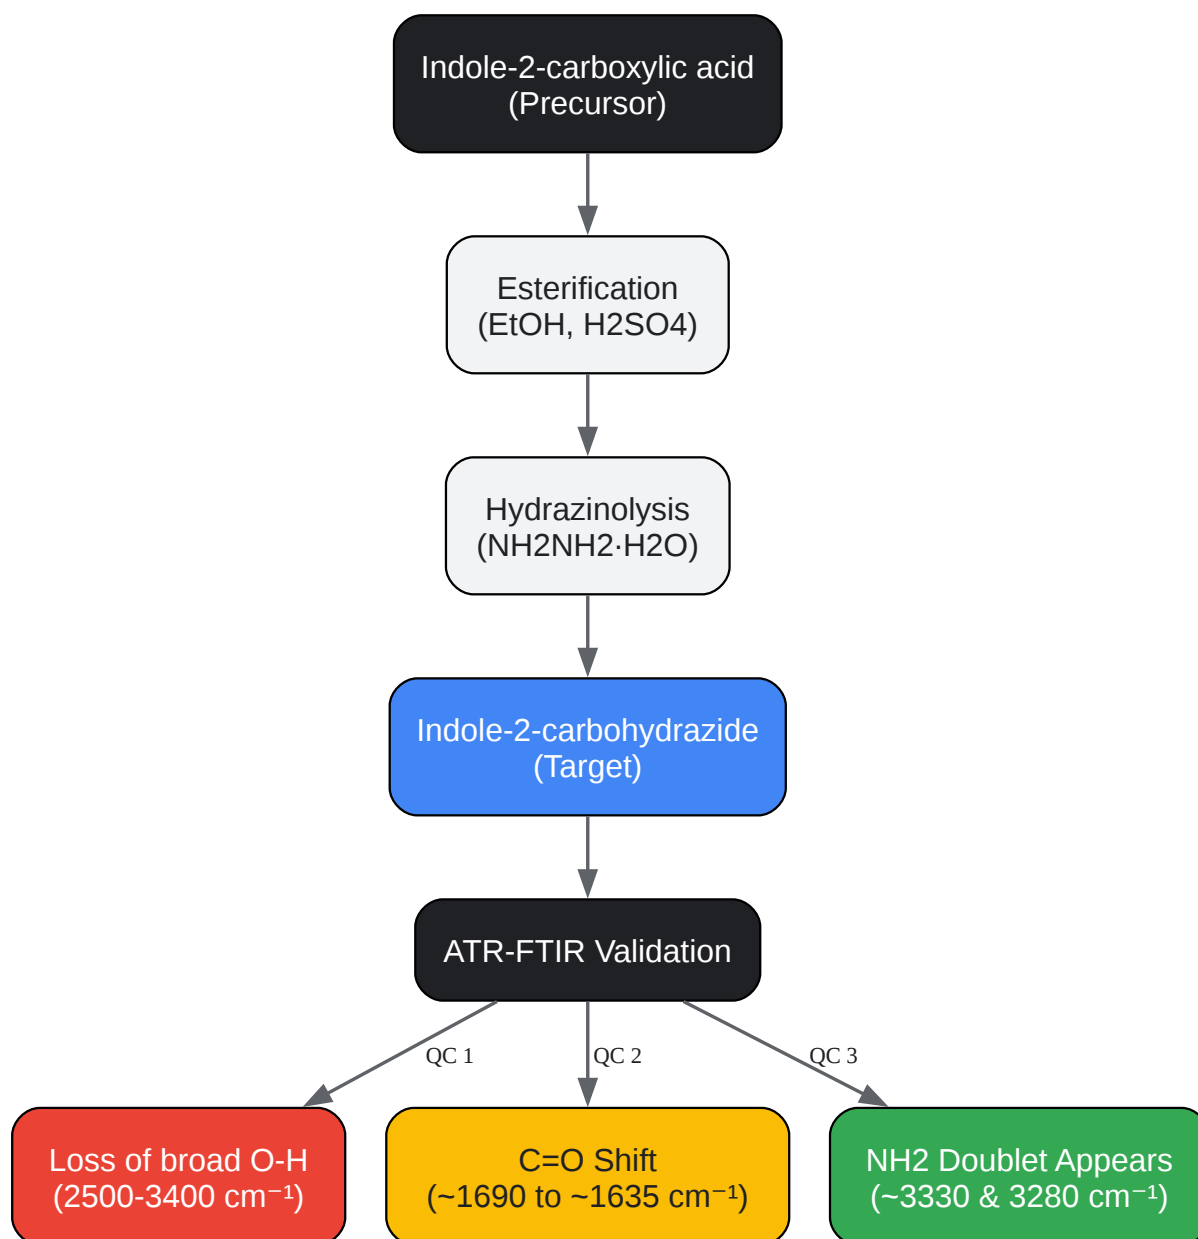 Indole-2-carboxylic acid
(Precursor)
Esterification
(EtOH, H2SO4)
Hydrazinolysis
(NH2NH2·H2O)
Indole-2-carbohydrazide
(Target)
ATR-FTIR Validation
QC 1
QC 2
QC 3
Loss of broad O-H
(2500-3400 cm⁻¹)
C=O Shift
(~1690 to ~1635 cm⁻¹)
NH2 Doublet Appears
(~3330 & 3280 cm⁻¹)